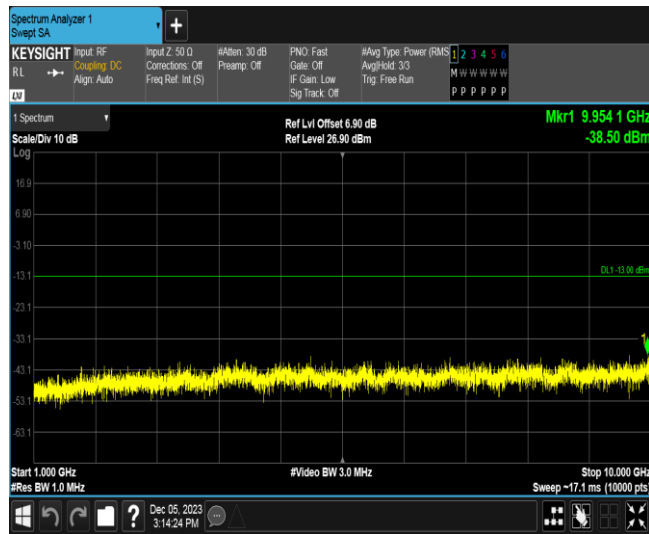 Spectrum Analyzer 1
Swept SA
KEYSIGHT Input: RF
RL Coupling: DC
Align: Auto
LXI
Input Z: 50 Ω
Corrections: Off
Freq Ref: Int (S)
#Atten: 30 dB
Preamp: Off
PNO: Fast
Gate: Off
IF Gain: Low
Sig Track: Off
#Avg Type: Power (RMS
Avg|Hold: 3/3
Trig: Free Run
1 2 3 4 5 6
M W W W W W
P P P P P P
1 Spectrum
Scale/Div 10 dB
Log
Ref Lvl Offset 6.90 dB
Ref Level 26.90 dBm
Mkr1 9.954 1 GHz
-38.50 dBm
16.9
6.90
-3.10
-13.1
DL1 -13.00 dBm
-23.1
-33.1
1
-43.1
-53.1
-63.1
Start 1.000 GHz
#Res BW 1.0 MHz
#Video BW 3.0 MHz
Stop 10.000 GHz
Sweep ~17.1 ms (10000 pts)
Dec 05, 2023
3:14:24 PM